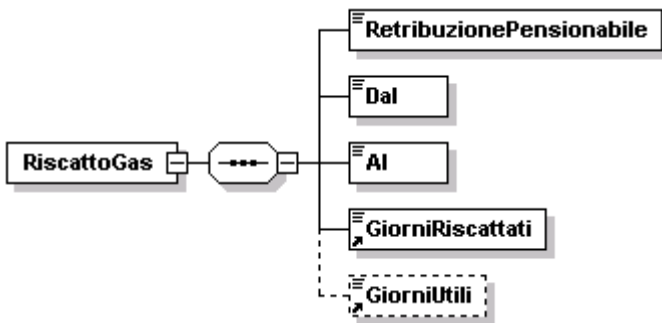 RetribuzionePensionabile
Dal
RiscattoGas
Al
GiorniRiscattati
GiorniUtili